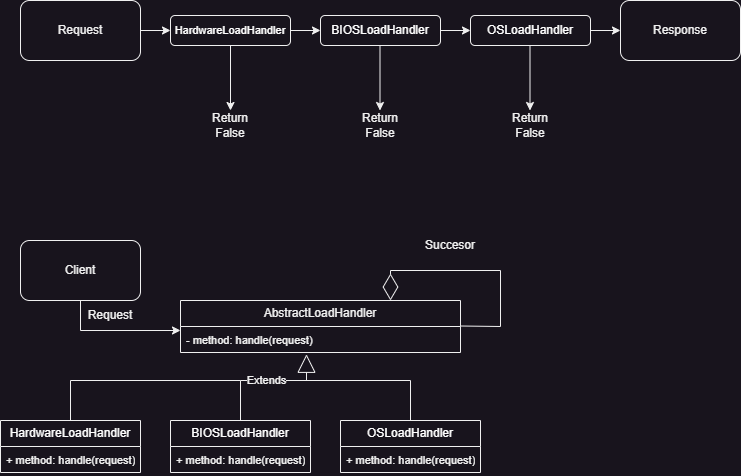 Request
HardwareLoadHandler
BIOSLoadHandler
OSLoadHandler
Response
Return
False
Return
False
Return
False
Client
Succesor
Request
AbstractLoadHandler
- method: handle(request)
Extends
HardwareLoadHandler
+ method: handle(request)
BIOSLoadHandler
+ method: handle(request)
OSLoadHandler
+ method: handle(request)